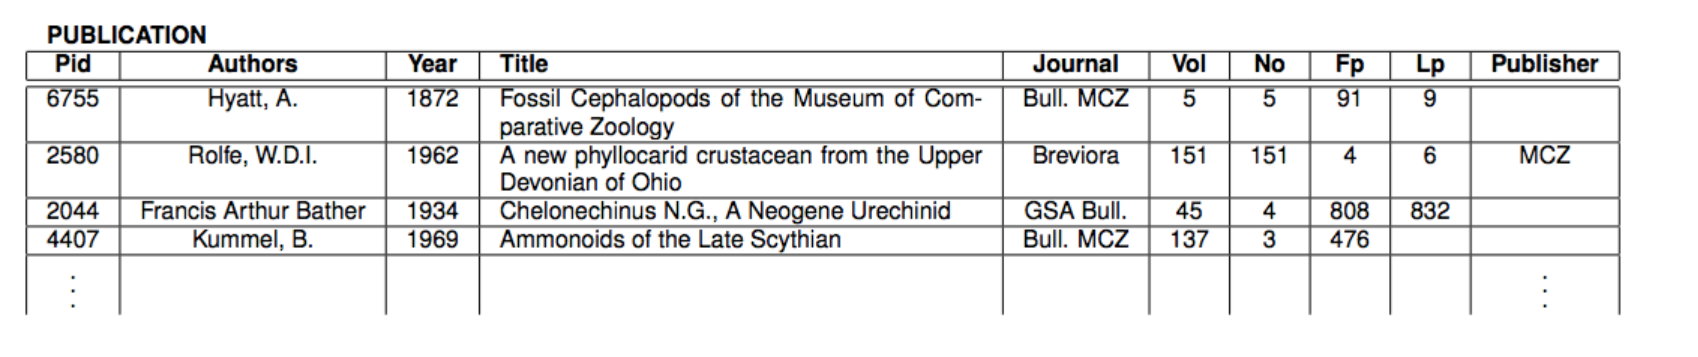 PUBLICATION
Pid Authors Year Title Journal Vol No Fp Lp Publisher
6755 Hyatt, A. 1872 Fossil Cephalopods of the Museum of Com- Bull. MCZ 5 5 91 9
parative Zoology
2580 Rolfe, W.D.I. 1962 A new phyllocarid crustacean from the Upper Breviora 151 151 4 6 MCZ
Devonian of Ohio
2044 Francis Arthur Bather 1934 Chelonechinus N.G., A Neogene Urechinid GSA Bull. 45 4 808 832
4407 Kummel, B. 1969 Ammonoids of the Late Scythian Bull. MCZ 137 3 476
⋮ ⋮